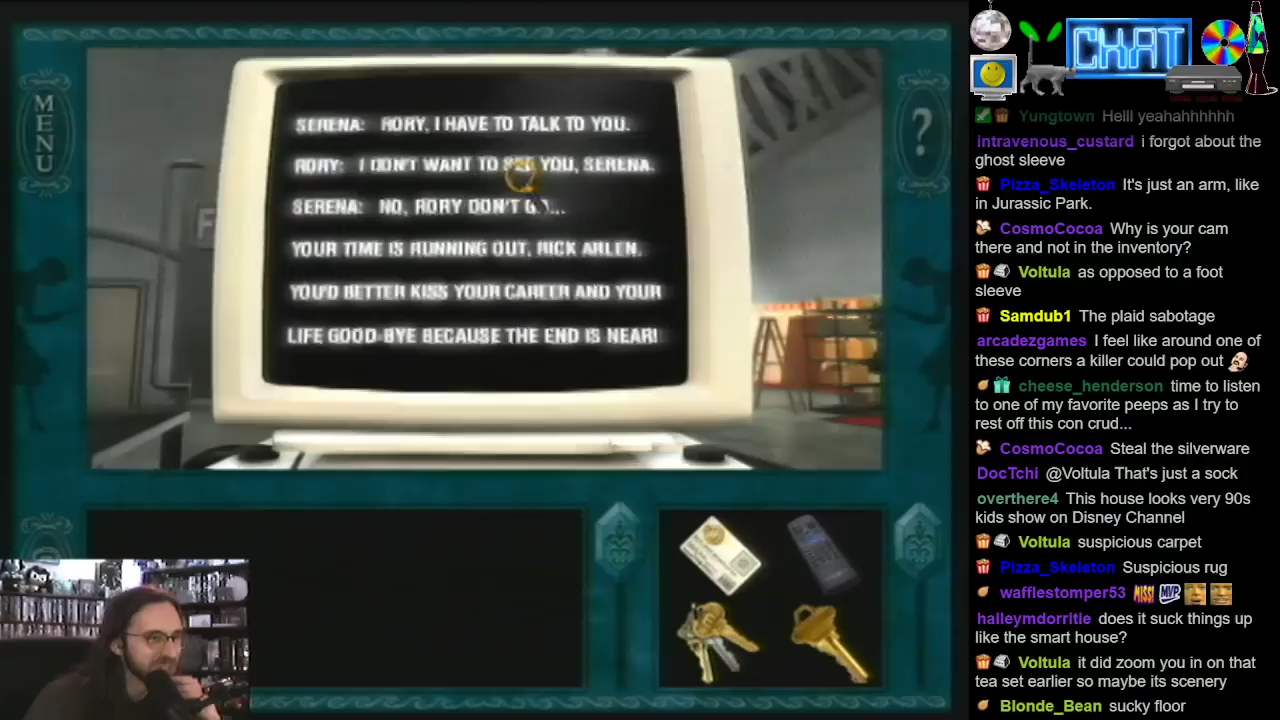 MENU
?
SERENA: RORY, I HAVE TO TALK TO YOU.
RORY: I DON'T WANT TO SEE YOU, SERENA.
SERENA: NO, RORY DON'T
YOUR TIME IS RUNNING OUT, RICK ARLEN.
YOU'D BETTER KISS YOUR CAREER AND YOUR
LIFE GOOD-BYE BECAUSE THE END IS NEAR!
CHAT
Yungtown Helll yeahahhhhhh
intravenous_custard i forgot about the
ghost sleeve
Pizza_Skeleton It's just an arm, like
in Jurassic Park.
CosmoCocoa Why is your cam
there and not in the inventory?
Voltula as opposed to a foot
sleeve
Samdub1 The plaid sabotage
arcadezgames I feel like around one of
these corners a killer could pop out
cheese_henderson time to listen
to one of my favorite peeps as I try to
rest off this con crud...
CosmoCocoa Steal the silverware
DocTchi @Voltula That's just a sock
overthere4 This house looks very 90s
kids show on Disney Channel
Voltula suspicious carpet
Pizza_Skeleton Suspicious rug
wafflestomper53 MISS! MVP
halleymdorritle does it suck things up
like the smart house?
Voltula it did zoom you in on that
tea set earlier so maybe its scenery
Blonde_Bean sucky floor